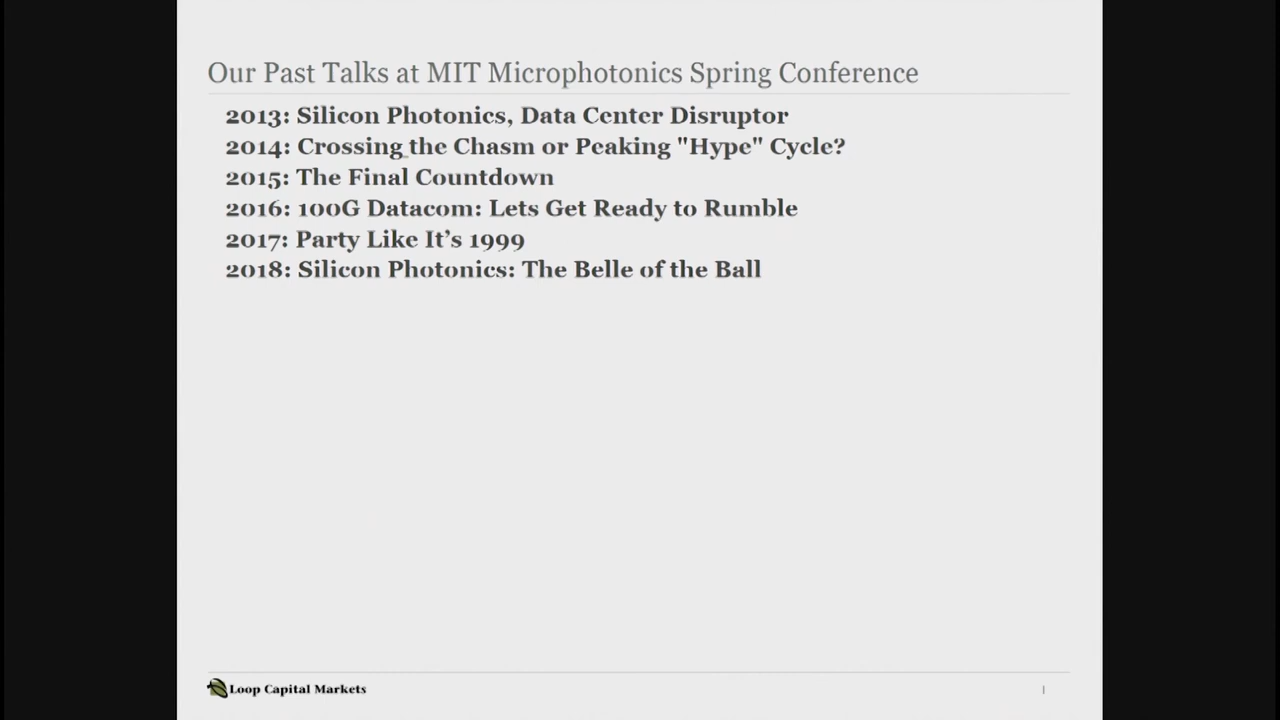 Our Past Talks at MIT Microphotonics Spring Conference
2013: Silicon Photonics, Data Center Disruptor
2014: Crossing the Chasm or Peaking "Hype" Cycle?
2015: The Final Countdown
2016: 100G Datacom: Lets Get Ready to Rumble
2017: Party Like It’s 1999
2018: Silicon Photonics: The Belle of the Ball
Loop Capital Markets
1